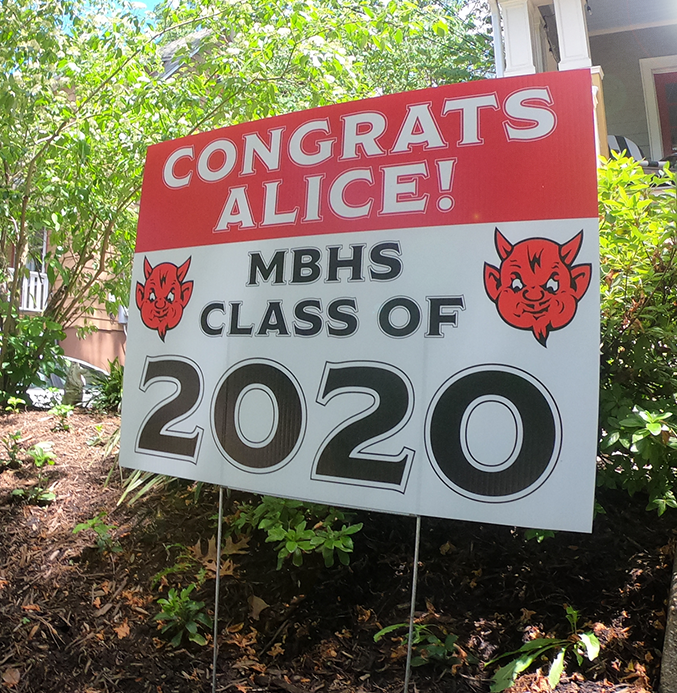 CONGRATS
ALICE!
MBHS
CLASS OF
2020